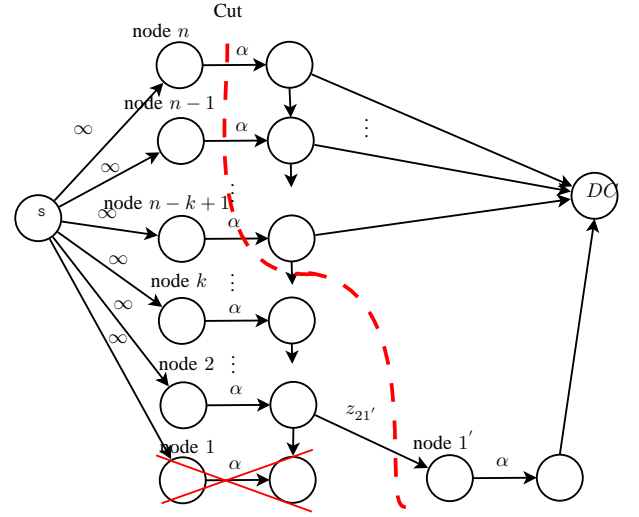 Cut
node n
α
node n − 1
∞
α
⋮
∞
s
⋮
DC
node n − k + 1
∞
α
∞
⋮
node k
α
∞
⋮
node 2
∞
α
z₂₁′
node 1
node 1′
α
α